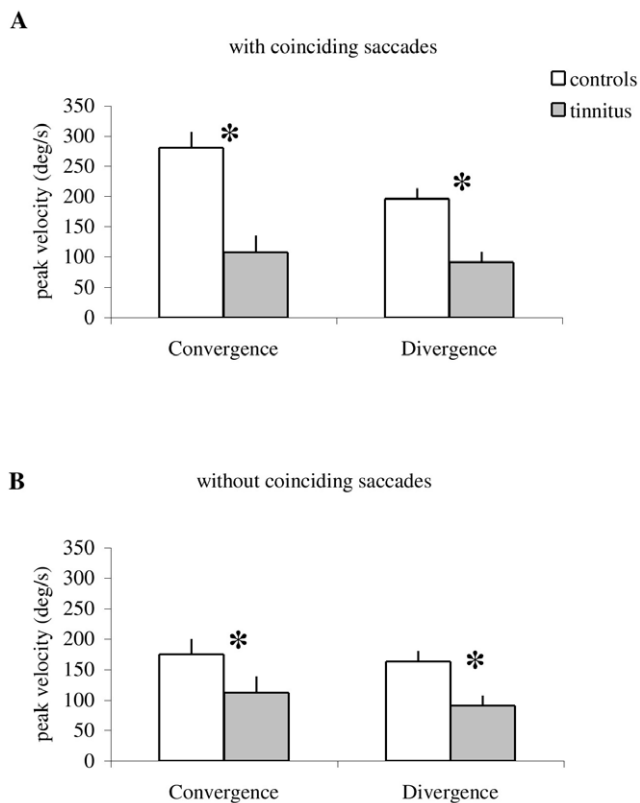 A
with coinciding saccades
controls
tinnitus
peak velocity (deg/s)
350
300
250
200
150
100
50
0
*
*
Convergence Divergence
B
without coinciding saccades
peak velocity (deg/s)
350
300
250
200
150
100
50
0
*
*
Convergence Divergence